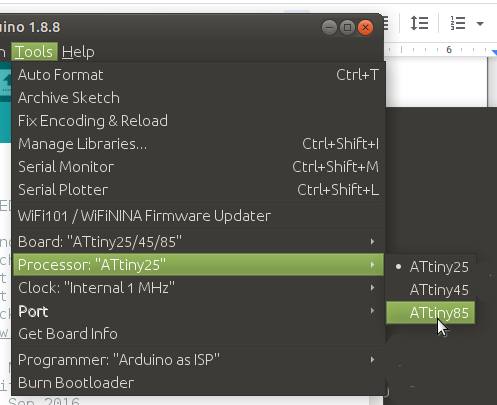 uino 1.8.8
n Tools Help
6
Auto Format Ctrl+T
Archive Sketch
Fix Encoding & Reload
Manage Libraries... Ctrl+Shift+I
Serial Monitor Ctrl+Shift+M
Serial Plotter Ctrl+Shift+L
WiFi101 / WiFiNINA Firmware Updater
Board: "ATtiny25/45/85"
Processor: "ATtiny25"
• ATtiny25
Clock: "Internal 1 MHz"
ATtiny45
Port
ATtiny85
Get Board Info
Programmer: "Arduino as ISP"
Burn Bootloader
Sep 2016